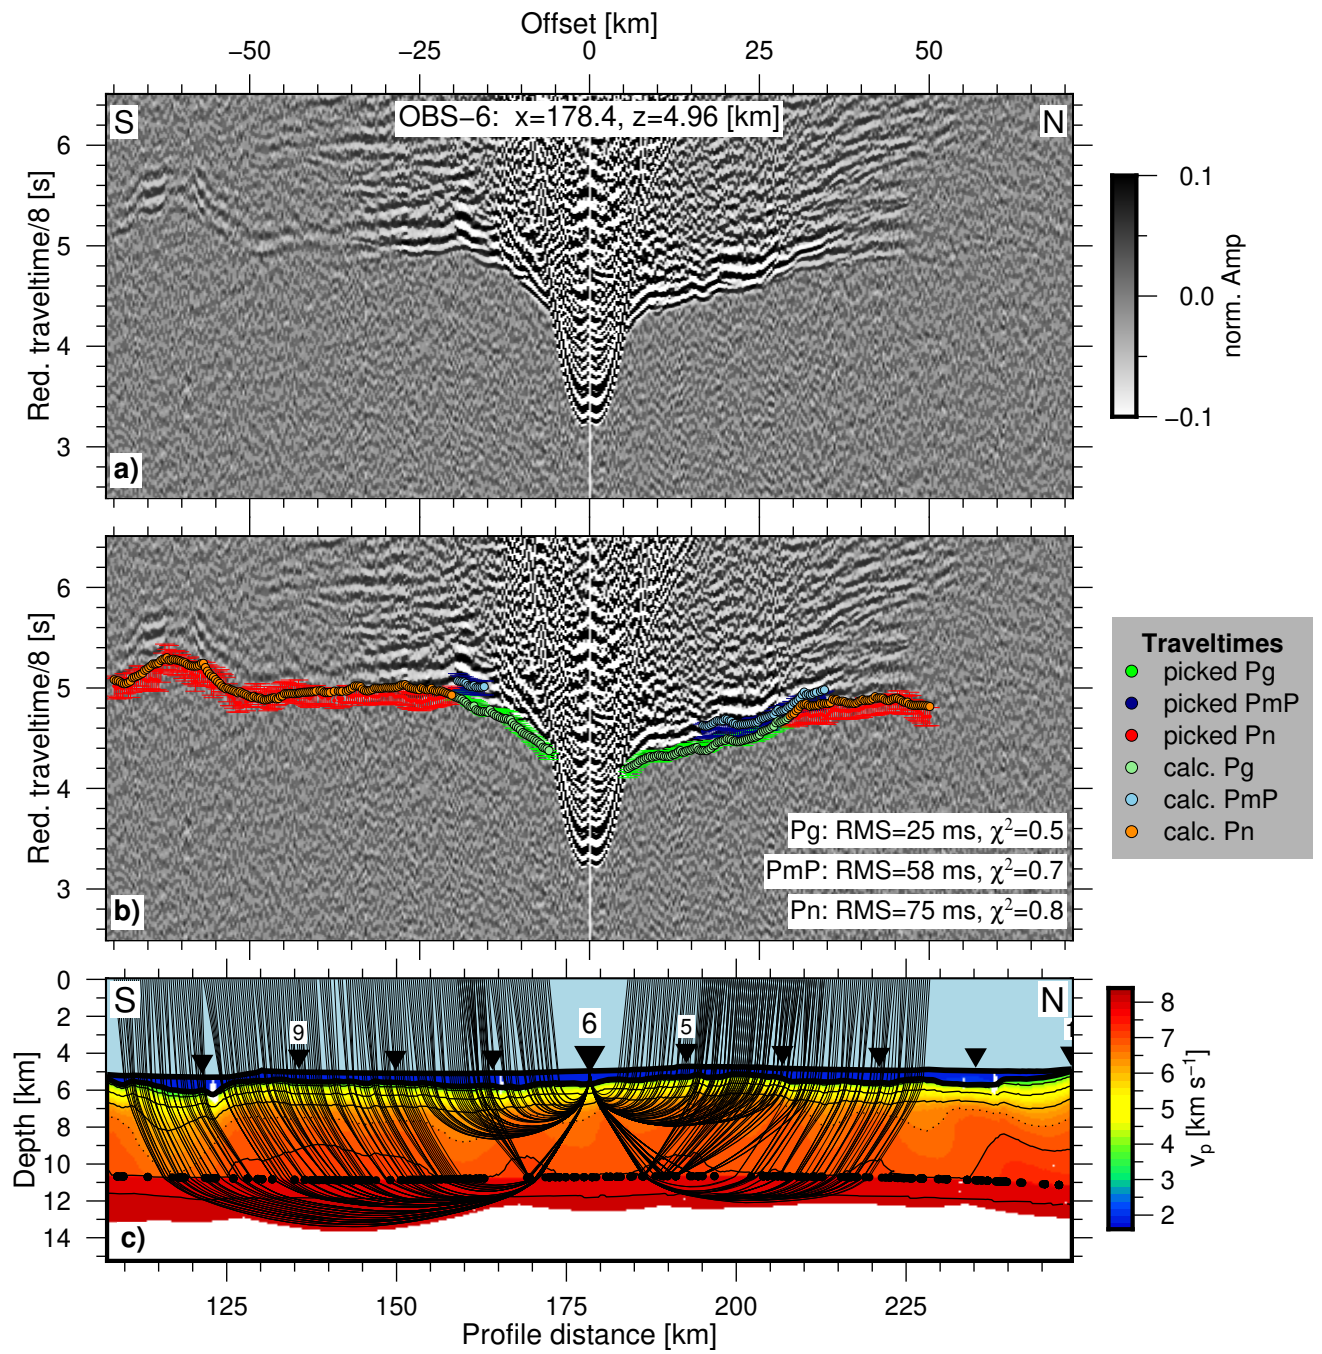 Offset [km]
−50 −25 0 25 50
S
OBS−6: x=178.4, z=4.96 [km]
N
6
5
4
3
Red. traveltime/8 [s]
a)
0.1
0.0
−0.1
norm. Amp
6
5
4
3
Red. traveltime/8 [s]
b)
Pg: RMS=25 ms, χ²=0.5
PmP: RMS=58 ms, χ²=0.7
Pn: RMS=75 ms, χ²=0.8
Traveltimes
picked Pg
picked PmP
picked Pn
calc. Pg
calc. PmP
calc. Pn
0
2
4
6
8
10
12
14
Depth [km]
S
9
6
5
N
c)
8
7
6
5
4
3
2
vₚ [km s⁻¹]
125 150 175 200 225
Profile distance [km]